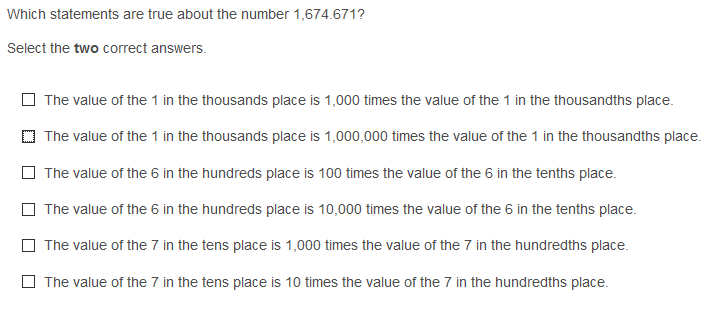 Which statements are true about the number 1,674.671?
Select the two correct answers.
The value of the 1 in the thousands place is 1,000 times the value of the 1 in the thousandths place.
The value of the 1 in the thousands place is 1,000,000 times the value of the 1 in the thousandths place.
The value of the 6 in the hundreds place is 100 times the value of the 6 in the tenths place.
The value of the 6 in the hundreds place is 10,000 times the value of the 6 in the tenths place.
The value of the 7 in the tens place is 1,000 times the value of the 7 in the hundredths place.
The value of the 7 in the tens place is 10 times the value of the 7 in the hundredths place.